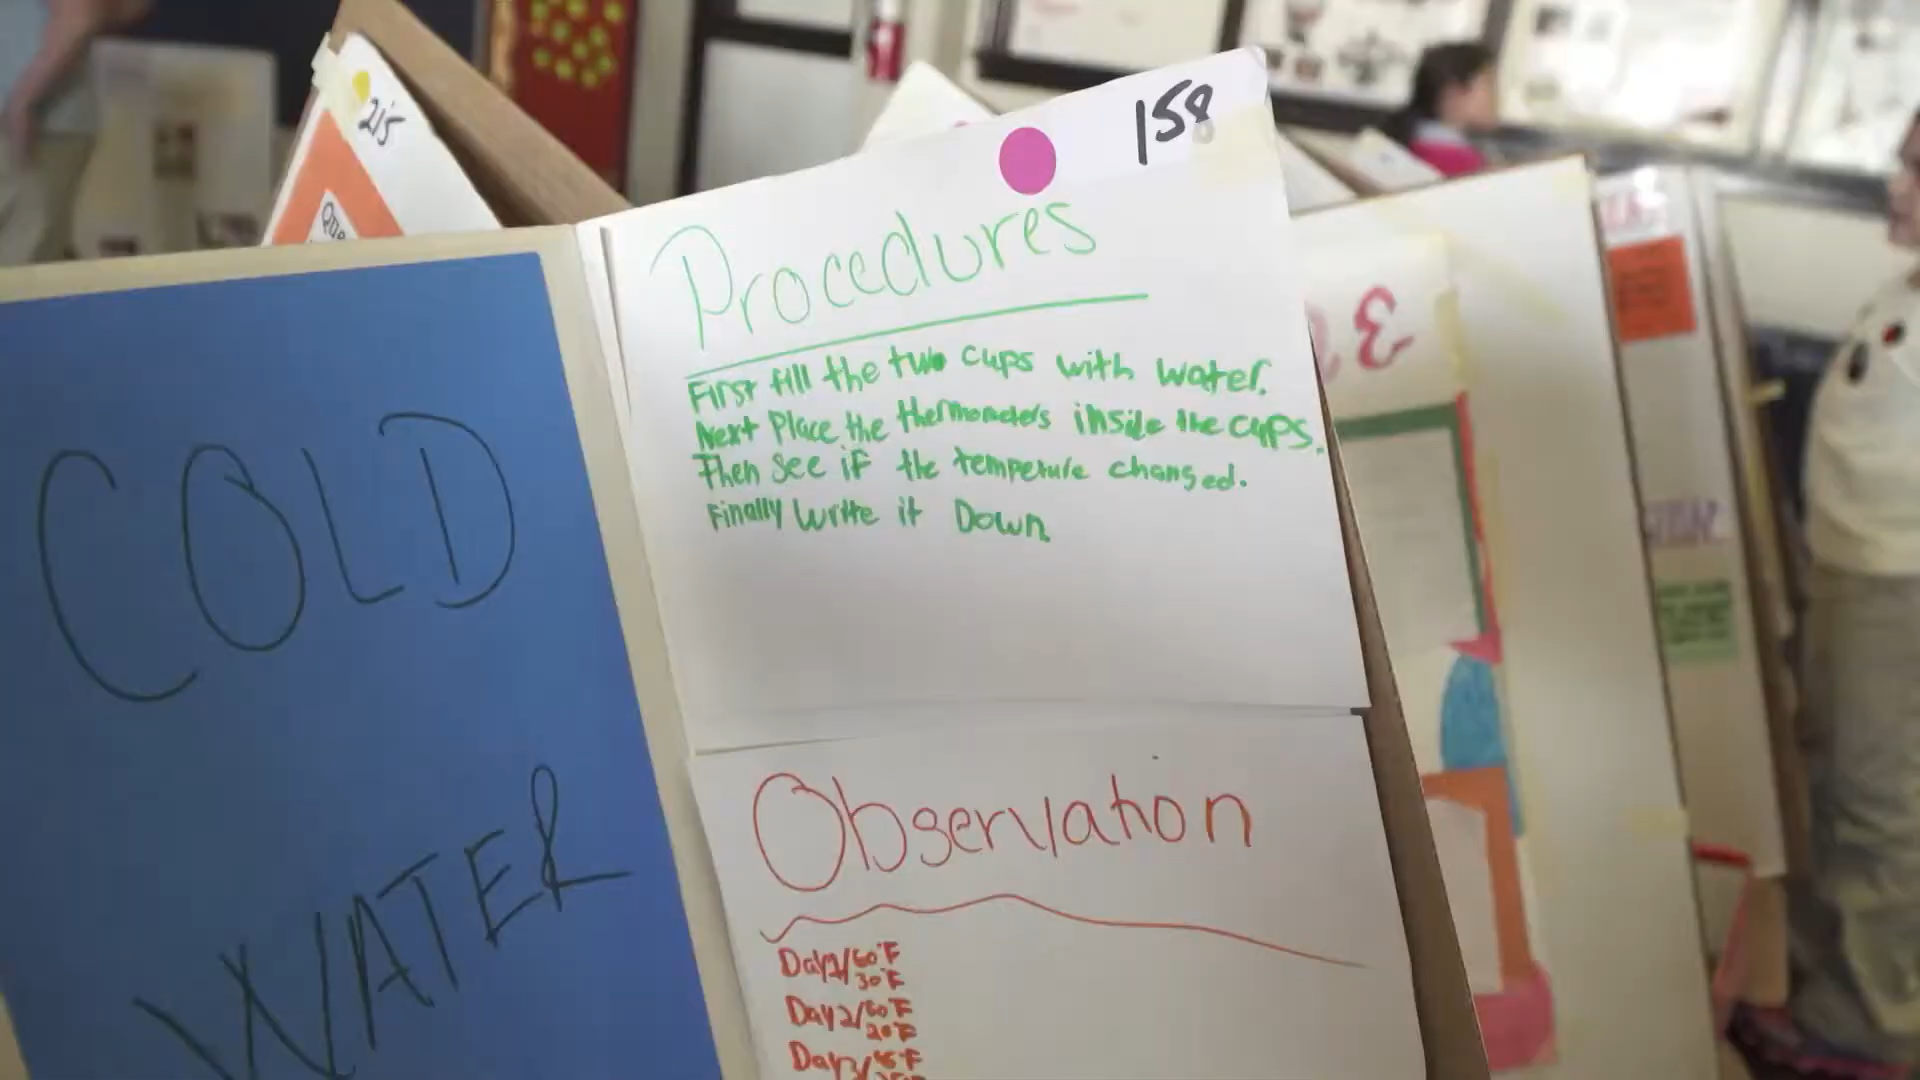 215
158
COLD
WATER
Procedures
First fill the two cups with water.
Next Place the thermometers inside the cups.
Then see if the temperture changed.
Finally Write it Down.
Observation
Day1/60°F
30°F
Day2/60°F
20°F
Day3/